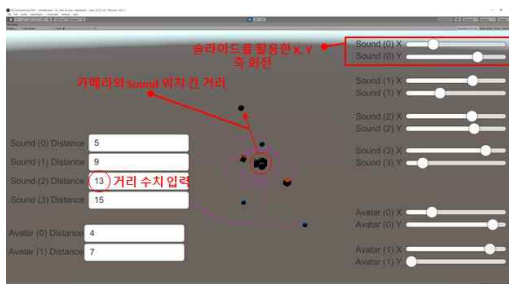 슬라이드를 활용한 X, Y
축 회전
카메라와 Sound 위치 간 거리
Sound (0) X
Sound (0) Y
Sound (1) X
Sound (1) Y
Sound (2) X
Sound (2) Y
Sound (3) X
Sound (3) Y
Avatar (0) X
Avatar (0) Y
Avatar (1) X
Avatar (1) Y
Sound (0) Distance 5
Sound (1) Distance 9
Sound (2) Distance 13 거리 수치 입력
Sound (3) Distance 15
Avatar (0) Distance 4
Avatar (1) Distance 7